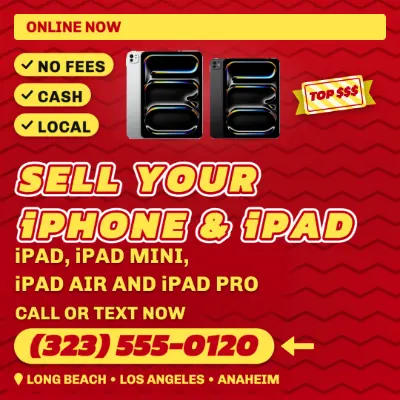 ONLINE NOW
NO FEES
CASH
LOCAL
TOP $$$
SELL YOUR
iPHONE & iPAD
iPAD, iPAD MINI,
iPAD AIR AND iPAD PRO
CALL OR TEXT NOW
(323) 555-0120
LONG BEACH • LOS ANGELES • ANAHEIM